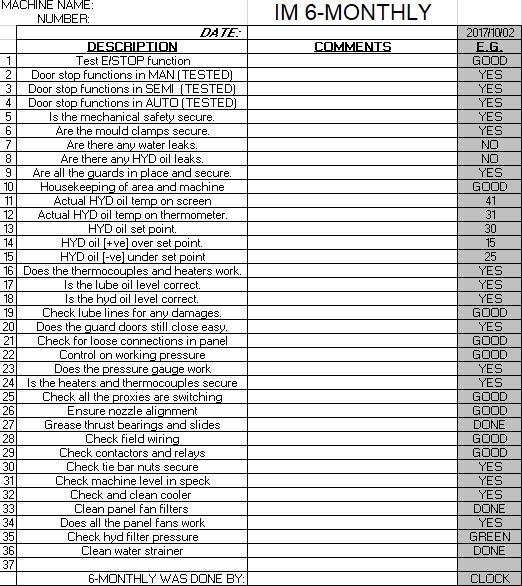 MACHINE NAME:
IM 6-MONTHLY
NUMBER:
DATE: 2017/10/02
DESCRIPTION COMMENTS E.G.
1 Test E/STOP function GOOD
2 Door stop functions in MAN (TESTED) YES
3 Door stop functions in SEMI (TESTED) YES
4 Door stop functions in AUTO (TESTED) YES
5 Is the mechanical safety secure. YES
6 Are the mould clamps secure. YES
7 Are there any water leaks. NO
8 Are there any HYD oil leaks. NO
9 Are all the guards in place and secure. YES
10 Housekeeping of area and machine GOOD
11 Actual HYD oil temp on screen 41
12 Actual HYD oil temp on thermometer. 31
13 HYD oil set point. 30
14 HYD oil [+ve] over set point. 15
15 HYD oil [-ve] under set point 25
16 Does the thermocouples and heaters work. YES
17 Is the lube oil level correct. YES
18 Is the hyd oil level correct. YES
19 Check lube lines for any damages. GOOD
20 Does the guard doors still close easy. YES
21 Check for loose connections in panel GOOD
22 Control on working pressure GOOD
23 Does the pressure gauge work YES
24 Is the heaters and thermocouples secure YES
25 Check all the proxies are switching GOOD
26 Ensure nozzle alignment GOOD
27 Grease thrust bearings and slides DONE
28 Check field wiring GOOD
29 Check contactors and relays GOOD
30 Check tie bar nuts secure YES
31 Check machine level in speck YES
32 Check and clean cooler YES
33 Clean panel fan filters DONE
34 Does all the panel fans work YES
35 Check hyd filter pressure GREEN
36 Clean water strainer DONE
37
6-MONTHLY WAS DONE BY: CLOCK